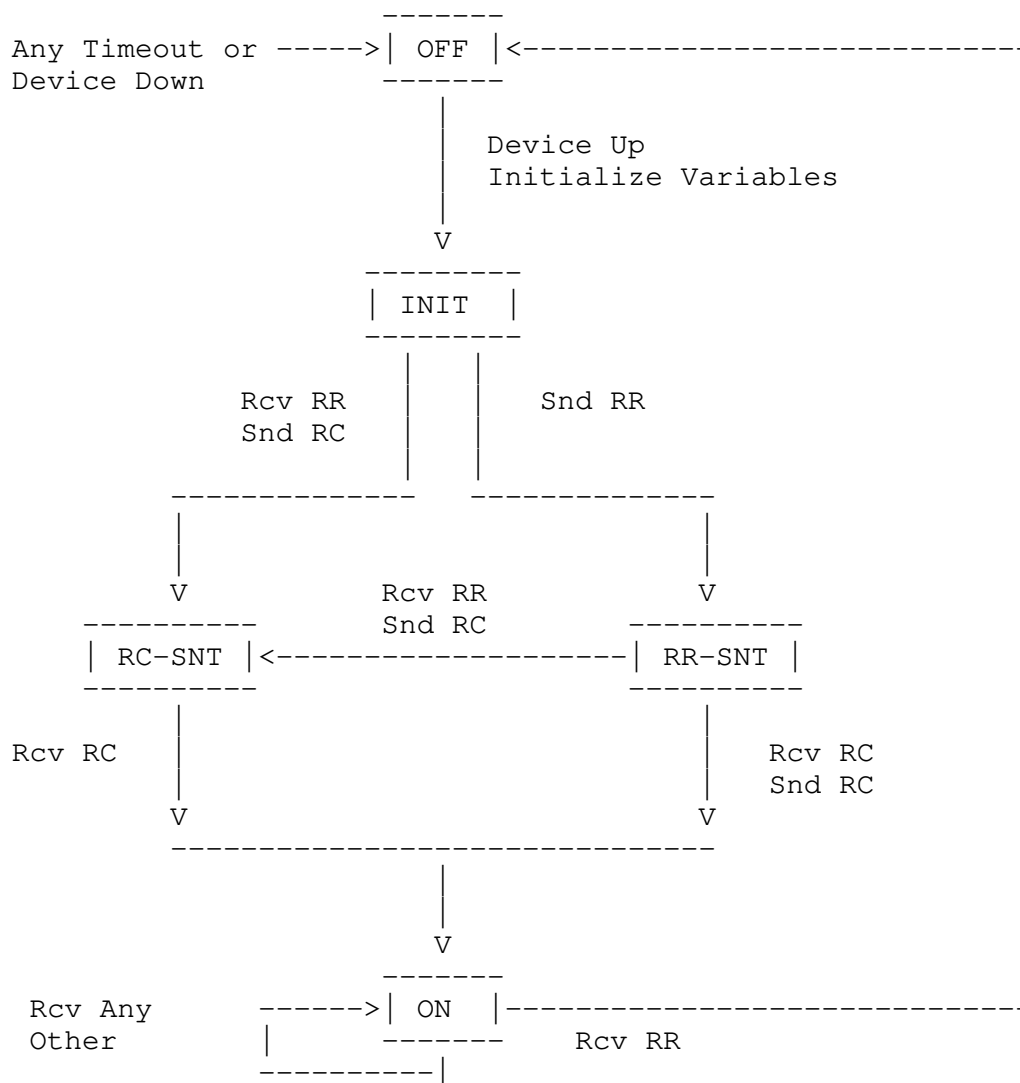 Any Timeout or OFF
Device Down
Device Up
Initialize Variables
INIT
Rcv RR Snd RR
Snd RC
Rcv RR
Snd RC
RC-SNT RR-SNT
Rcv RC Rcv RC
Snd RC
Rcv Any ON
Other Rcv RR